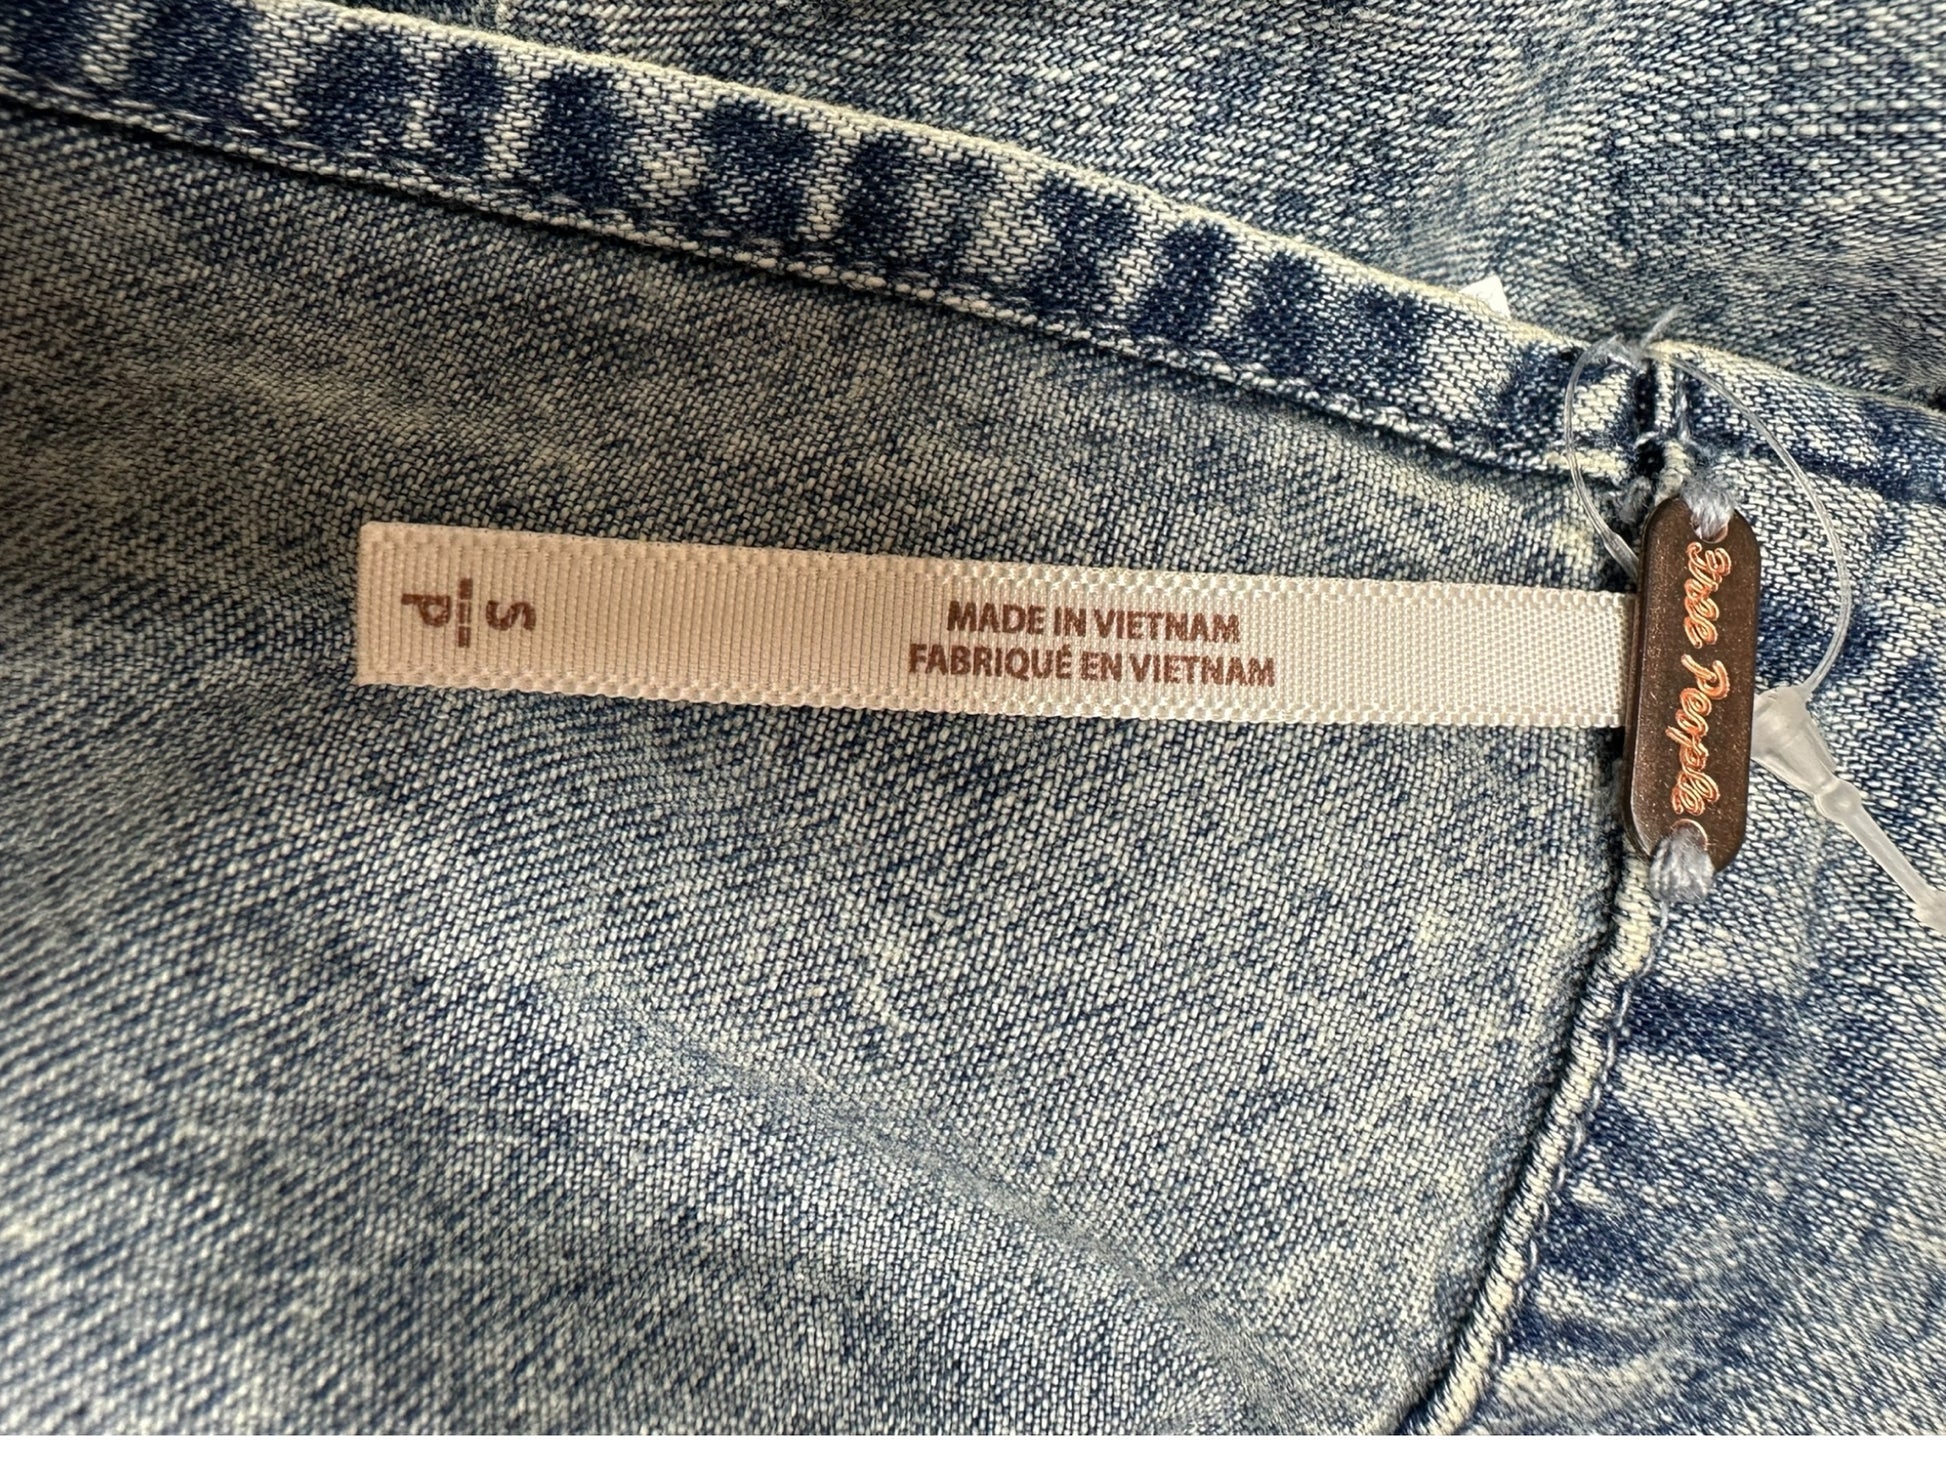 S
P
MADE IN VIETNAM
FABRIQUÉ EN VIETNAM
Free People